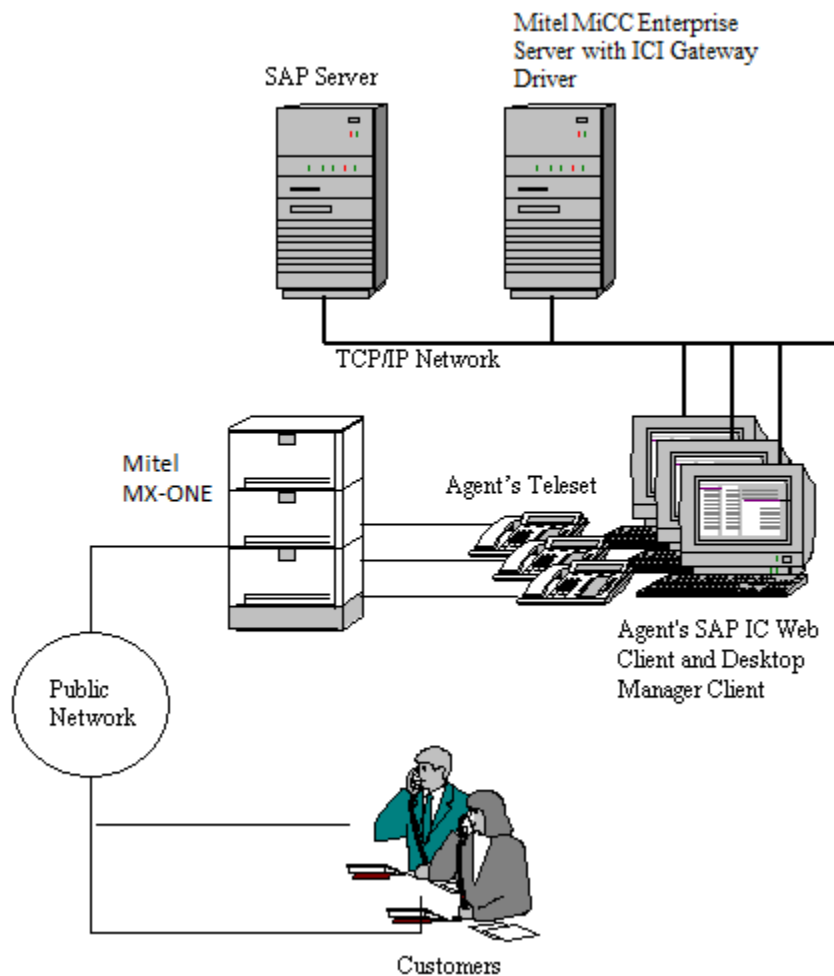 Mitel MiCC Enterprise
Server with ICI Gateway
Driver
SAP Server
TCP/IP Network
Mitel
MX-ONE
Agent's Teleset
Agent's SAP IC Web
Client and Desktop
Manager Client
Public
Network
Customers